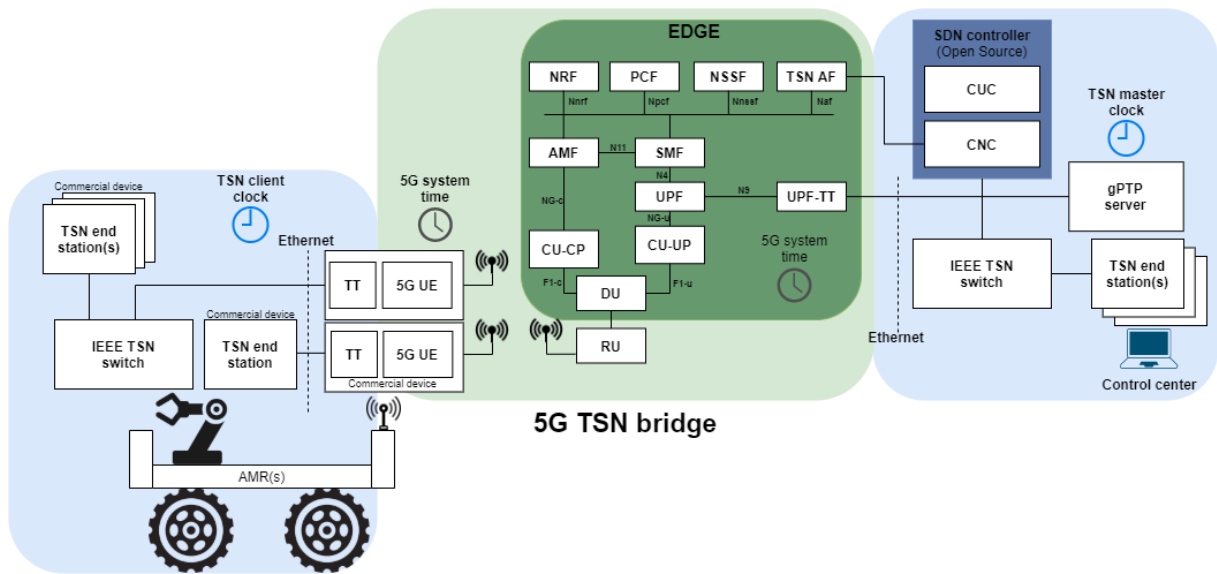 EDGE
NRF
PCF
NSSF
TSN AF
Nnrf
Npcf
Nnssf
Naf
AMF
N11
SMF
N4
UPF
N9
UPF-TT
NG-c
NG-u
CU-CP
CU-UP
F1-c
F1-u
DU
RU
5G system
time
5G system
time
SDN controller
(Open Source)
CUC
CNC
TSN master
clock
gPTP
server
IEEE TSN
switch
TSN end
station(s)
Ethernet
Control center
Commercial device
TSN end
station(s)
TSN client
clock
Ethernet
IEEE TSN
switch
Commercial device
TSN end
station
TT
5G UE
TT
5G UE
Commercial device
AMR(s)
5G TSN bridge